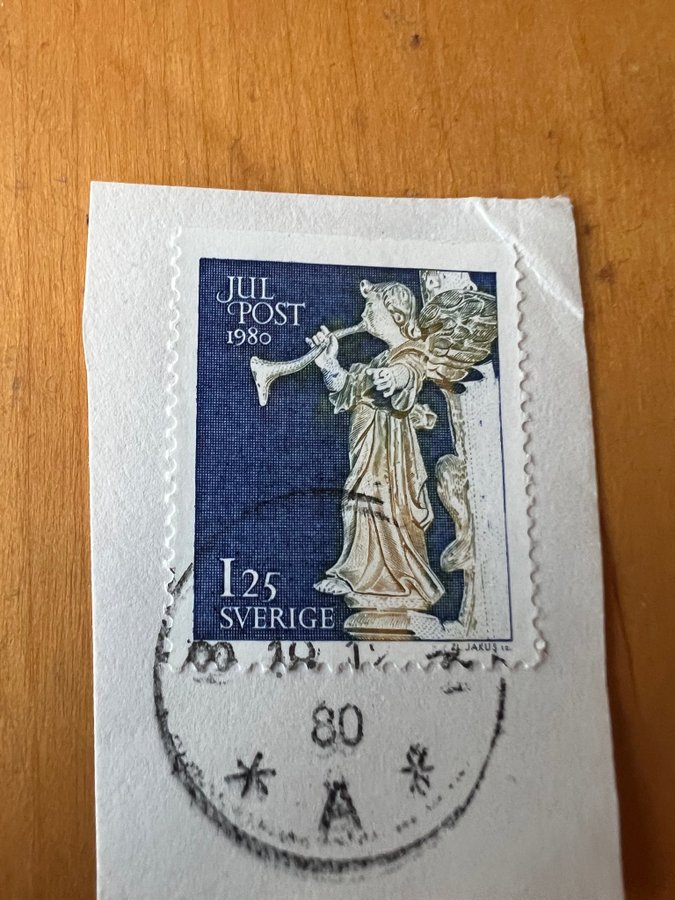 JUL
POST
1980
1 25
SVERIGE
Z. JAKUS
80
* A *